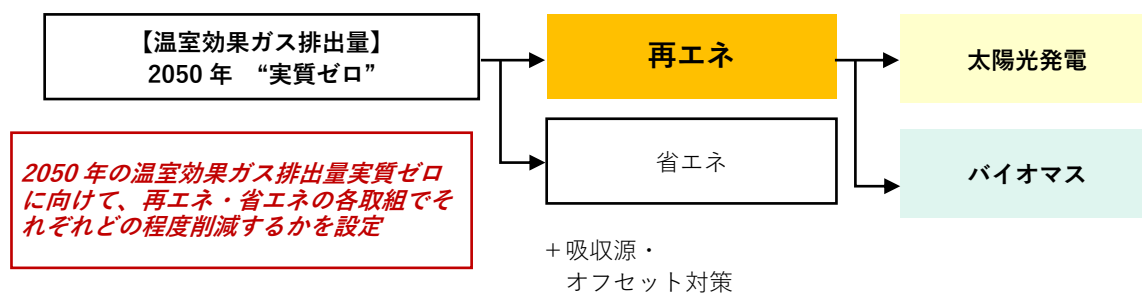 【温室効果ガス排出量】
2050 年　“実質ゼロ”
再エネ
太陽光発電
2050 年の温室効果ガス排出量実質ゼロ
に向けて、再エネ・省エネの各取組でそ
れぞれどの程度削減するかを設定
省エネ
バイオマス
＋吸収源・
オフセット対策